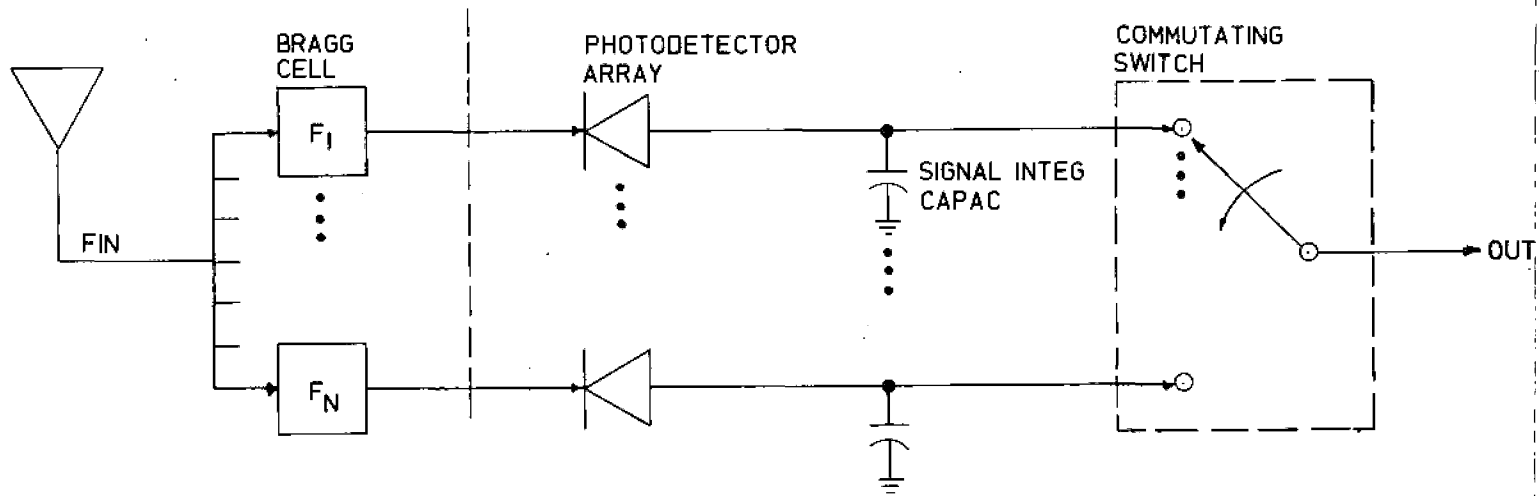 BRAGG
CELL
PHOTODETECTOR
ARRAY
COMMUTATING
SWITCH
F1
SIGNAL INTEG
CAPAC
FIN
OUT
FN